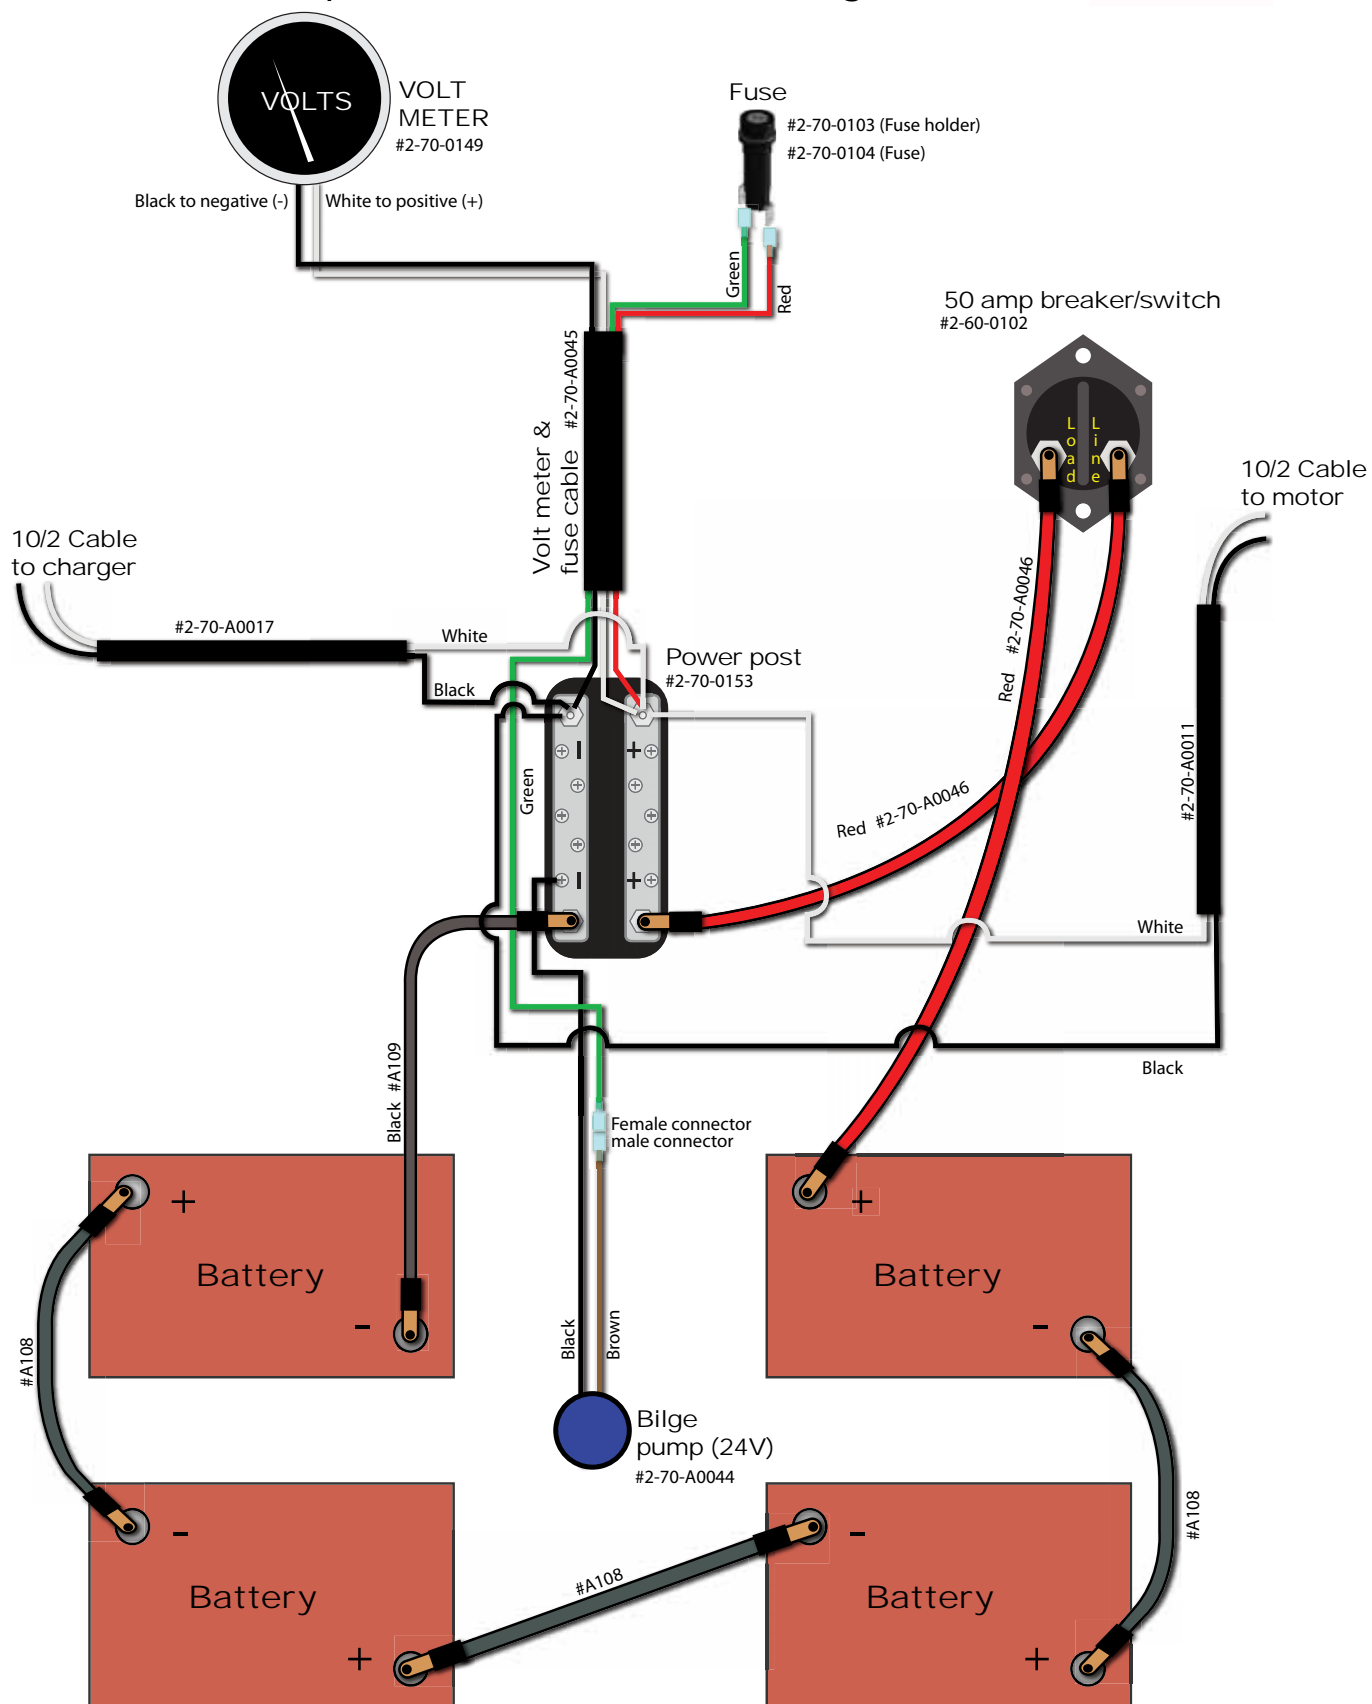 VOLTS
VOLT
METER
#2-70-0149
Black to negative (-)
White to positive (+)
Fuse
#2-70-0103 (Fuse holder)
#2-70-0104 (Fuse)
Green
Red
50 amp breaker/switch
#2-60-0102
Load
Line
10/2 Cable
to motor
Volt meter &
fuse cable
#2-70-A0045
10/2 Cable
to charger
#2-70-A0017
White
Black
Power post
#2-70-0153
Red #2-70-A0046
Red #2-70-A0046
#2-70-A0011
Green
- +
- +
White
Black
Black #A109
Female connector
male connector
+
Battery
-
+
Battery
-
#A108
Black
Brown
Bilge
pump (24V)
#2-70-A0044
#A108
-
Battery
+
#A108
-
Battery
+